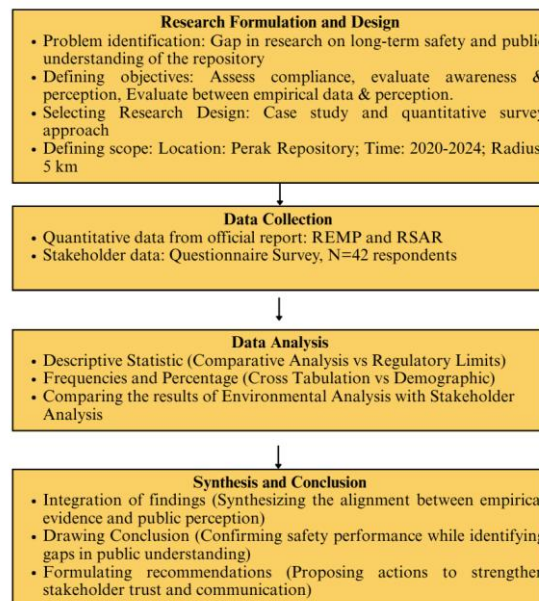 Research Formulation and Design
• Problem identification: Gap in research on long-term safety and public
understanding of the repository
• Defining objectives: Assess compliance, evaluate awareness &
perception, Evaluate between empirical data & perception.
• Selecting Research Design: Case study and quantitative survey
approach
• Defining scope: Location: Perak Repository; Time: 2020-2024; Radius:
5 km
Data Collection
• Quantitative data from official report: REMP and RSAR
• Stakeholder data: Questionnaire Survey, N=42 respondents
Data Analysis
• Descriptive Statistic (Comparative Analysis vs Regulatory Limits)
• Frequencies and Percentage (Cross Tabulation vs Demographic)
• Comparing the results of Environmental Analysis with Stakeholder
Analysis
Synthesis and Conclusion
• Integration of findings (Synthesizing the alignment between empirical
evidence and public perception)
• Drawing Conclusion (Confirming safety performance while identifying
gaps in public understanding)
• Formulating recommendations (Proposing actions to strengthen
stakeholder trust and communication)